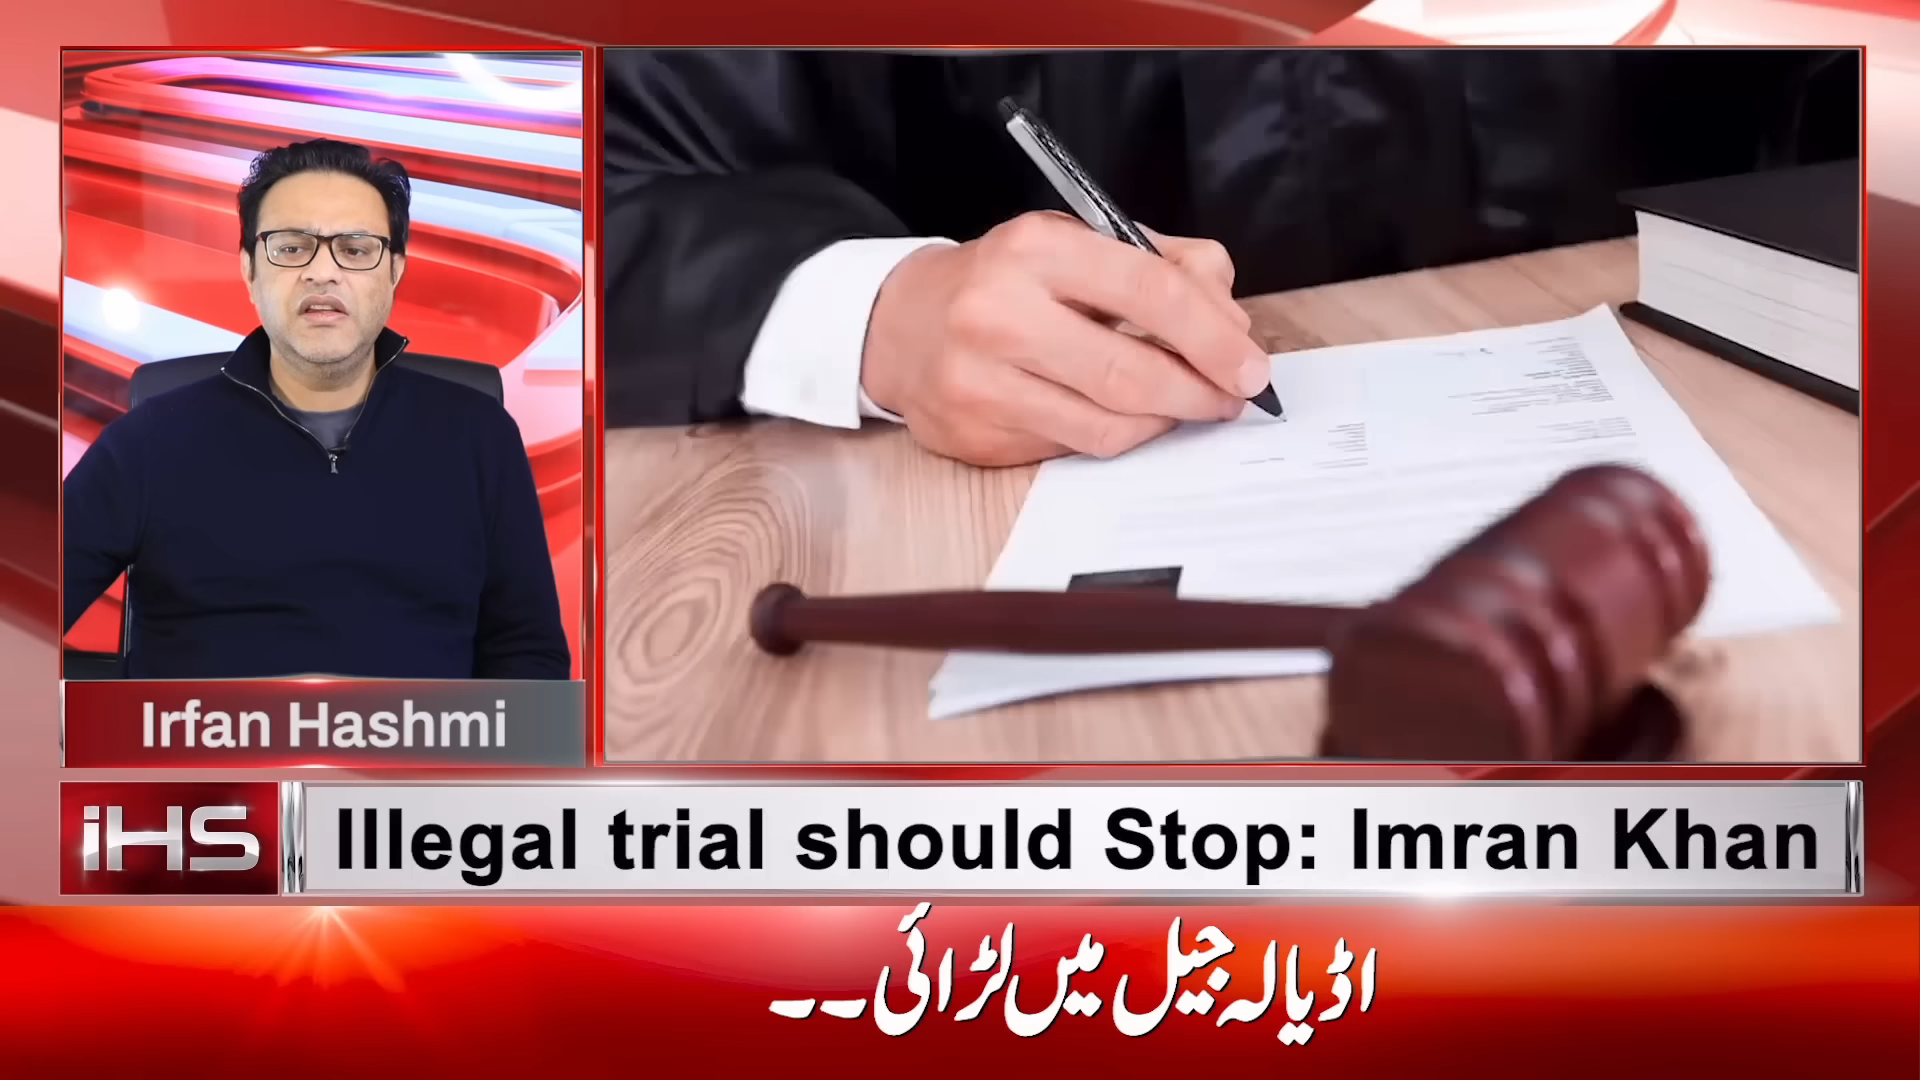 Irfan Hashmi
iHS
Illegal trial should Stop: Imran Khan
اڈیالہ جیل میں لڑائی۔۔